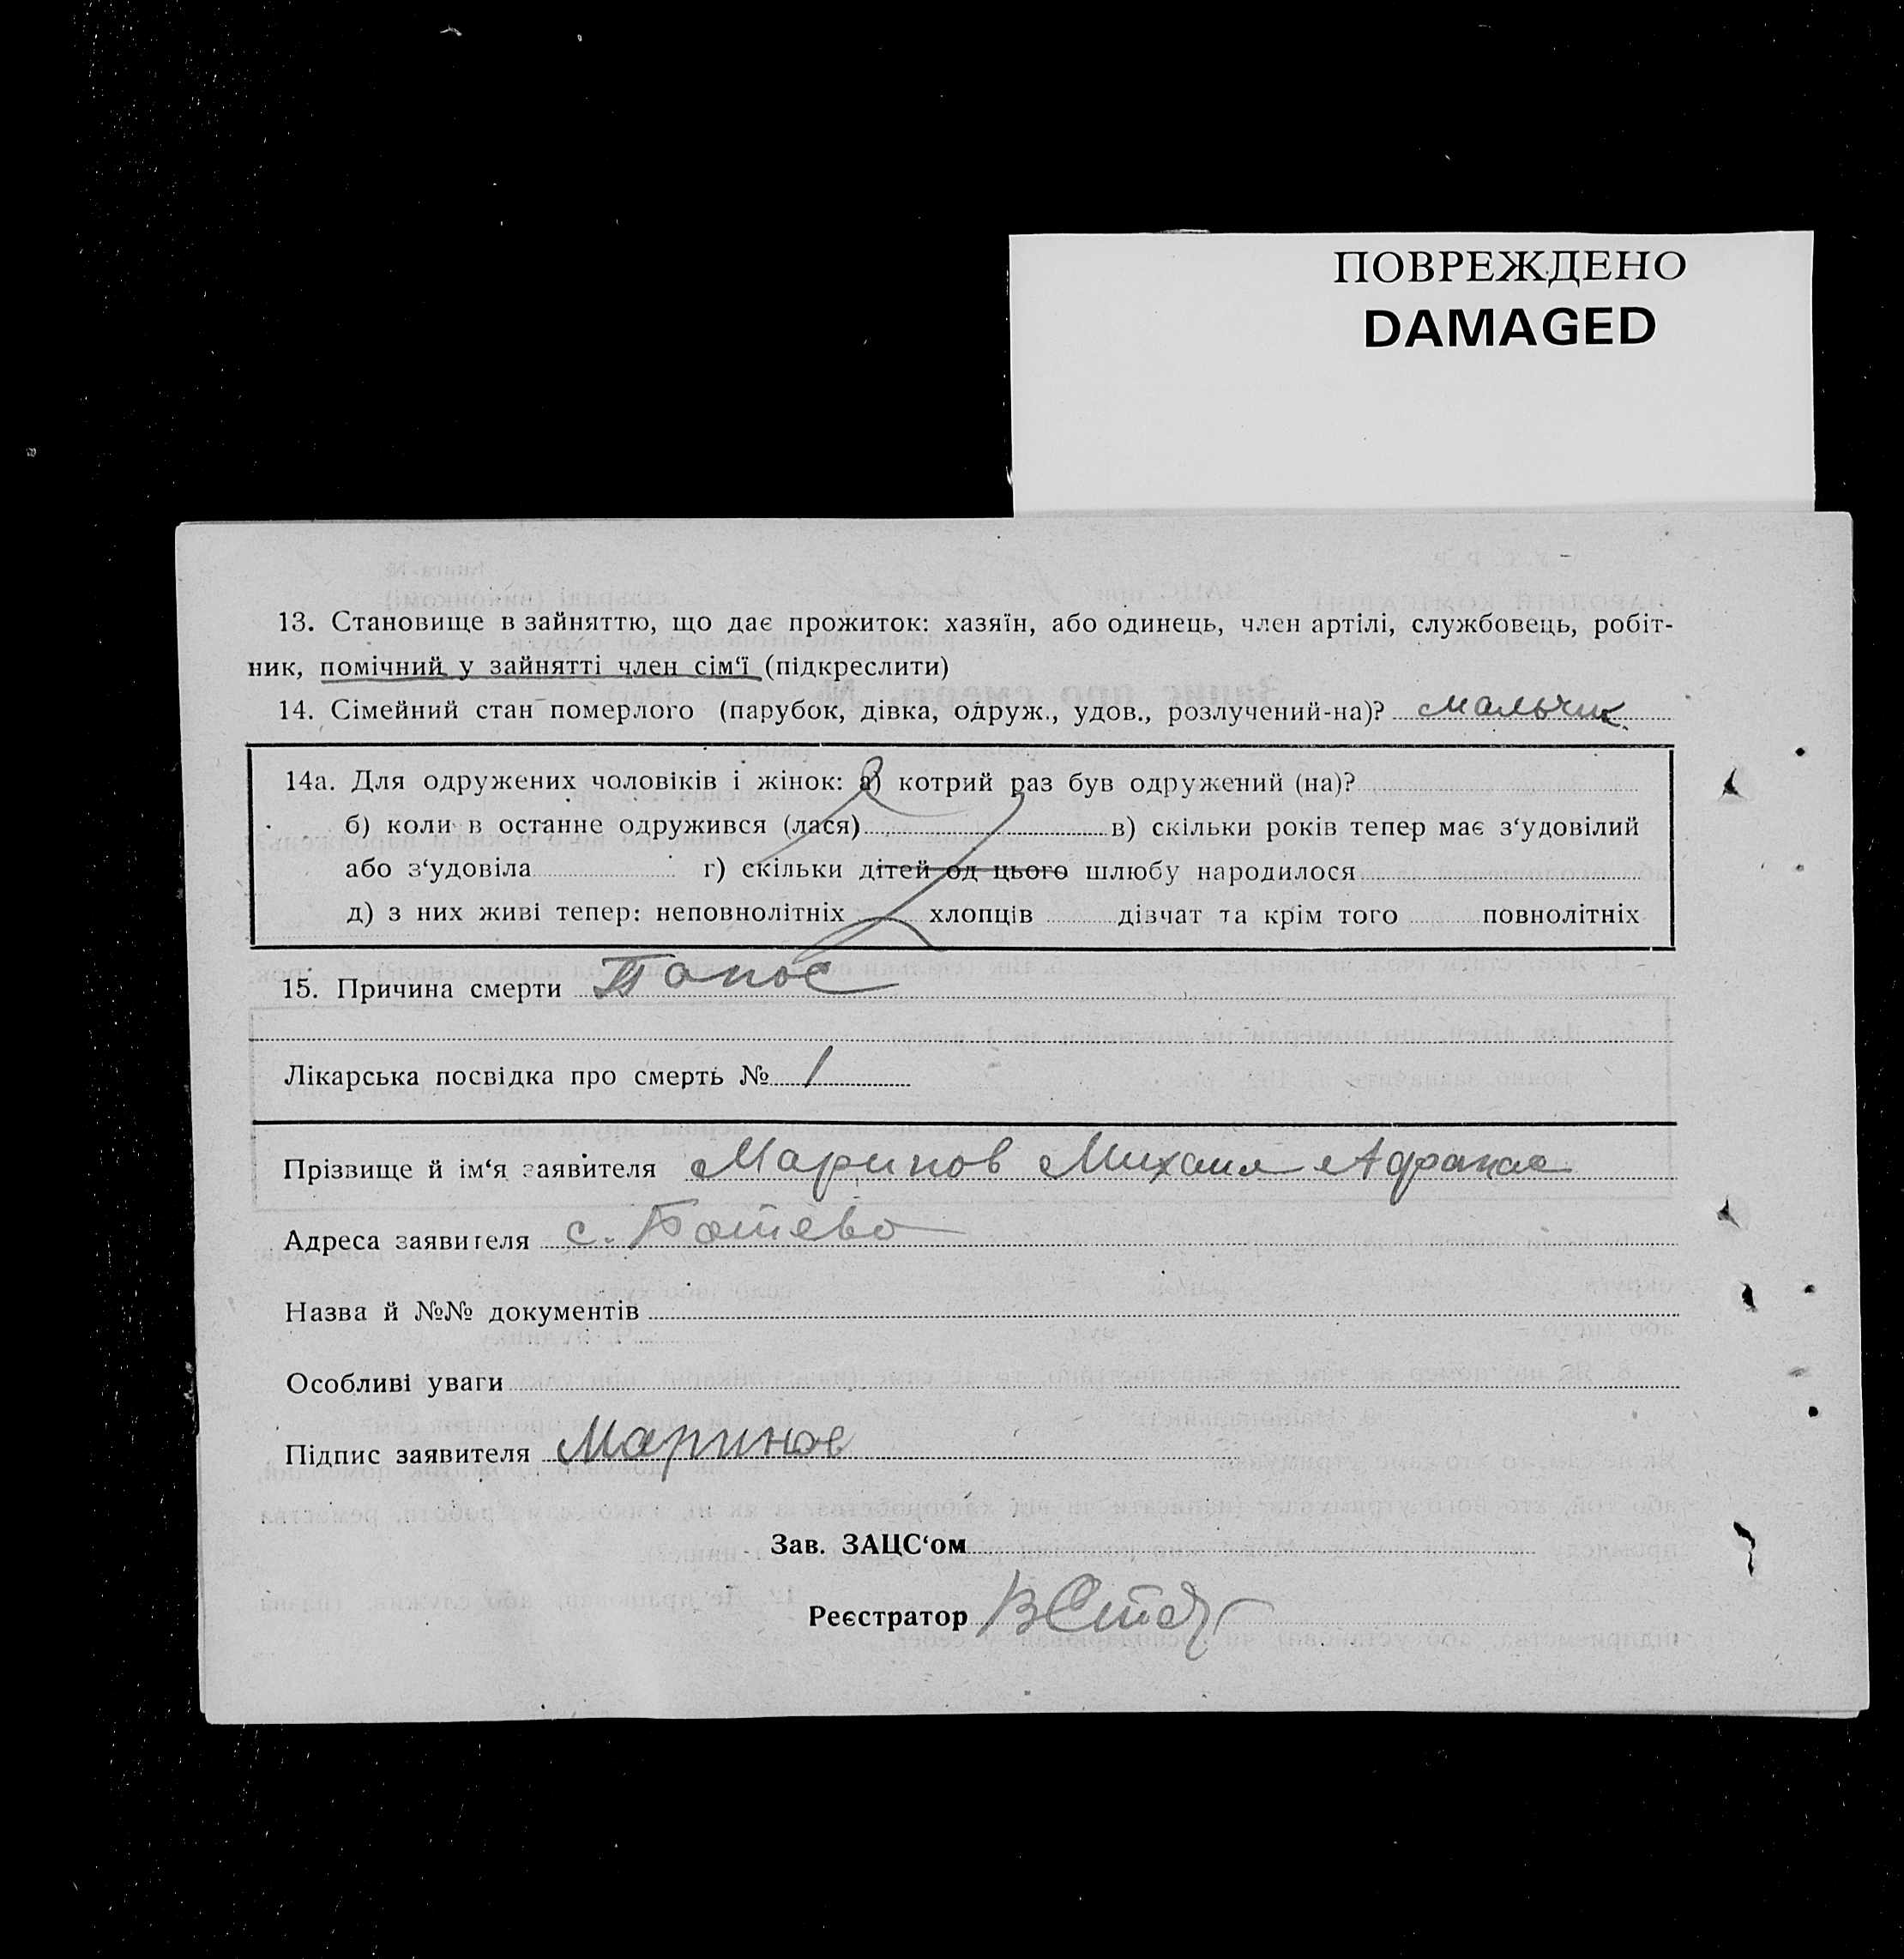 ПОВРЕЖДЕНО
DAMAGED
13. Становище в зайняттю, що дає прожиток: хазяїн, або одинець, член артілі, службовець, робіт-
ник, помічний у зайнятті член сім‘ї (підкреслити)
14. Сімейний стан померлого (парубок, дівка, одруж., удов., розлучений-на)? мальчик
14а. Для одружених чоловіків і жінок: а) котрий раз був одружений (на)?
б) коли в останнє одружився (лася) в) скільки років тепер має з‘удовілий
або з‘удовіла г) скільки дітей од цього шлюбу народилося
д) з них живі тепер: неповнолітніх хлопців дівчат та крім того повнолітніх
15. Причина смерти Понос
Лікарська посвідка про смерть № /
Прізвище й ім‘я заявителя Маринов Михаил Афанас
Адреса заявителя с. Ботево
Назва й №№ документів
Особливі уваги
Підпис заявителя Маринов
Зав. ЗАЦС‘ом
Реєстратор